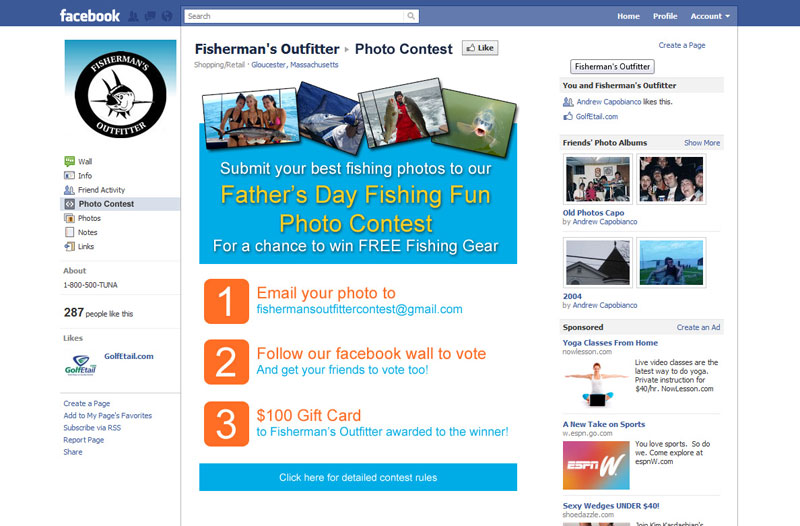 facebook
Search
Home Profile Account
FISHERMAN'S
OUTFITTER
Wall
Info
Friend Activity
Photo Contest
Photos
Notes
Links
About
1-800-500-TUNA
287 people like this
Likes
GolfEtail
GolfEtail.com
Create a Page
Add to My Page's Favorites
Subscribe via RSS
Report Page
Share
Fisherman's Outfitter ▸ Photo Contest Like
Shopping/Retail · Gloucester, Massachusetts
Submit your best fishing photos to our
Father's Day Fishing Fun
Photo Contest
For a chance to win FREE Fishing Gear
1 Email your photo to
fishermansoutfittercontest@gmail.com
2 Follow our facebook wall to vote
And get your friends to vote too!
3 $100 Gift Card
to Fisherman's Outfitter awarded to the winner!
Click here for detailed contest rules
Create a Page
Fisherman's Outfitter
You and Fisherman's Outfitter
Andrew Capobianco likes this.
GolfEtail.com
Friends' Photo Albums Show More
Old Photos Capo
by Andrew Capobianco
2004
by Andrew Capobianco
Sponsored Create an Ad
Yoga Classes From Home
nowlesson.com
Live video classes are the
latest way to do yoga.
Private instruction for
$40/hr. NowLesson.com
A New Take on Sports
w.espn.go.com
ESPN W.
You love sports. So do
we. Come explore at
espnW.com
Sexy Wedges UNDER $40!
shoedazzle.com
Join Kim Kardashian's